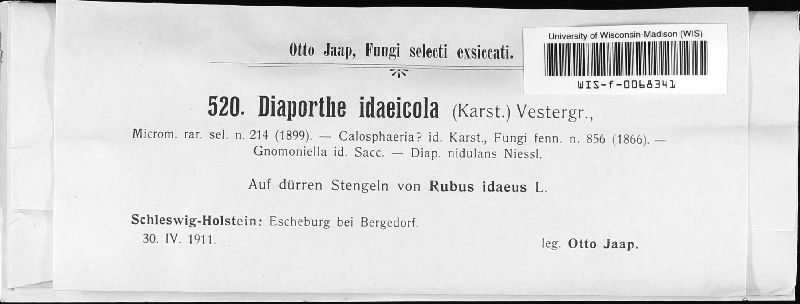 University of Wisconsin-Madison (WIS)
WIS-f-0068341
Otto Jaap, Fungi selecti exsiccati.
520. Diaporthe idaeicola (Karst.) Vestergr.,
Microm. rar. sel. n. 214 (1899). — Calosphaeria? id. Karst., Fungi fenn. n. 856 (1866). —
Gnomoniella id. Sacc. — Diap. nidulans Niessl.
Auf dürren Stengeln von Rubus idaeus L.
Schleswig-Holstein: Escheburg bei Bergedorf.
30. IV. 1911.
leg. Otto Jaap.